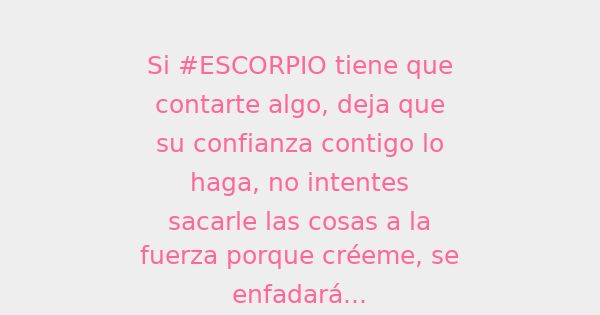 Si #ESCORPIO tiene que
contarte algo, deja que
su confianza contigo lo
haga, no intentes
sacarle las cosas a la
fuerza porque créeme, se
enfadará...